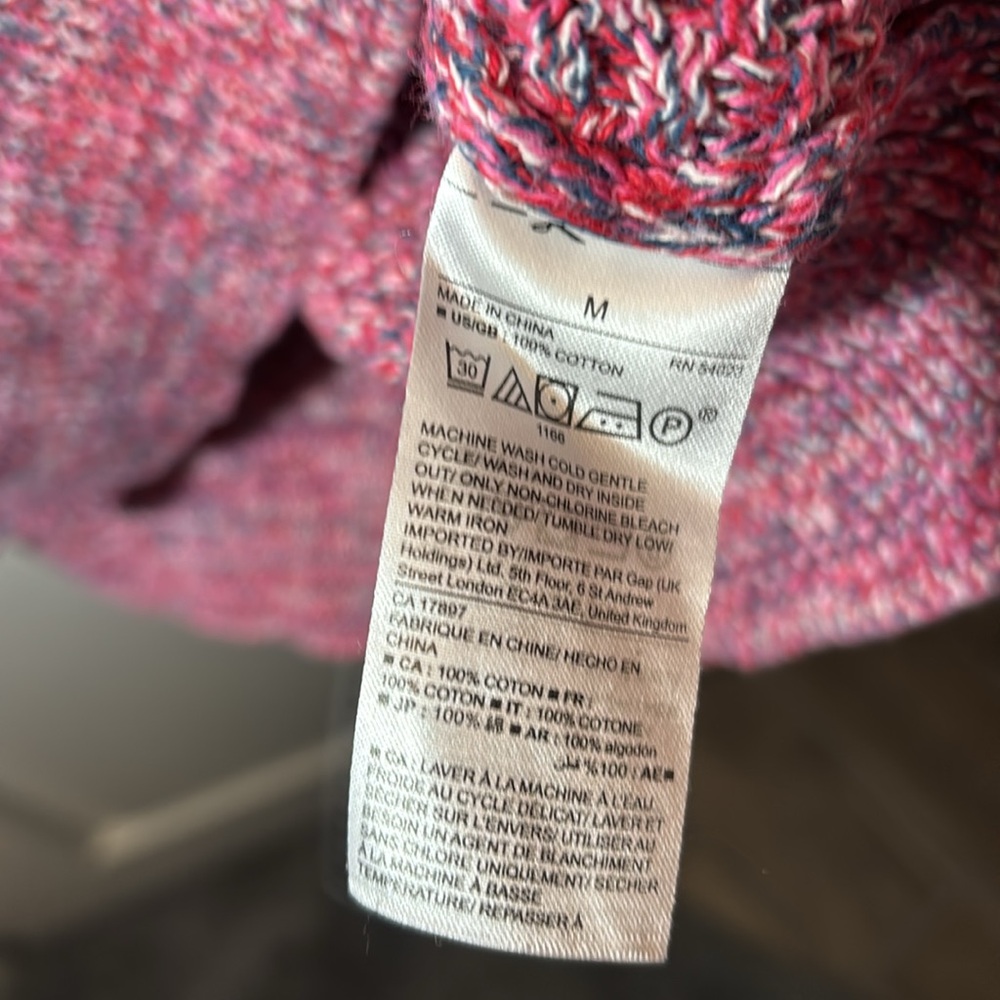 M
MADE IN CHINA
RN 54023
■ US/GB : 100% COTTON
30
P ®
1166
MACHINE WASH COLD GENTLE
CYCLE/ WASH AND DRY INSIDE
OUT/ ONLY NON-CHLORINE BLEACH
WHEN NEEDED/ TUMBLE DRY LOW/
WARM IRON
IMPORTED BY/IMPORTE PAR Gap (UK
Holdings) Ltd, 5th Floor, 6 St Andrew
Street London EC4A 3AE, United Kingdom
CA 17897
FABRIQUE EN CHINE/ HECHO EN
CHINA
■ CA : 100% COTON ■ FR :
100% COTON ■ IT : 100% COTONE
■ JP : 100% 綿 ■ AR : 100% algodón
%100 : AE■
■ CA : LAVER À LA MACHINE À L'EAU
FROIDE AU CYCLE DÉLICAT/ LAVER ET
SÉCHER SUR L'ENVERS/ UTILISER AU
BESOIN UN AGENT DE BLANCHIMENT
SANS CHLORE UNIQUEMENT/ SÉCHER
À LA MACHINE À BASSE
TEMPÉRATURE/ REPASSER À